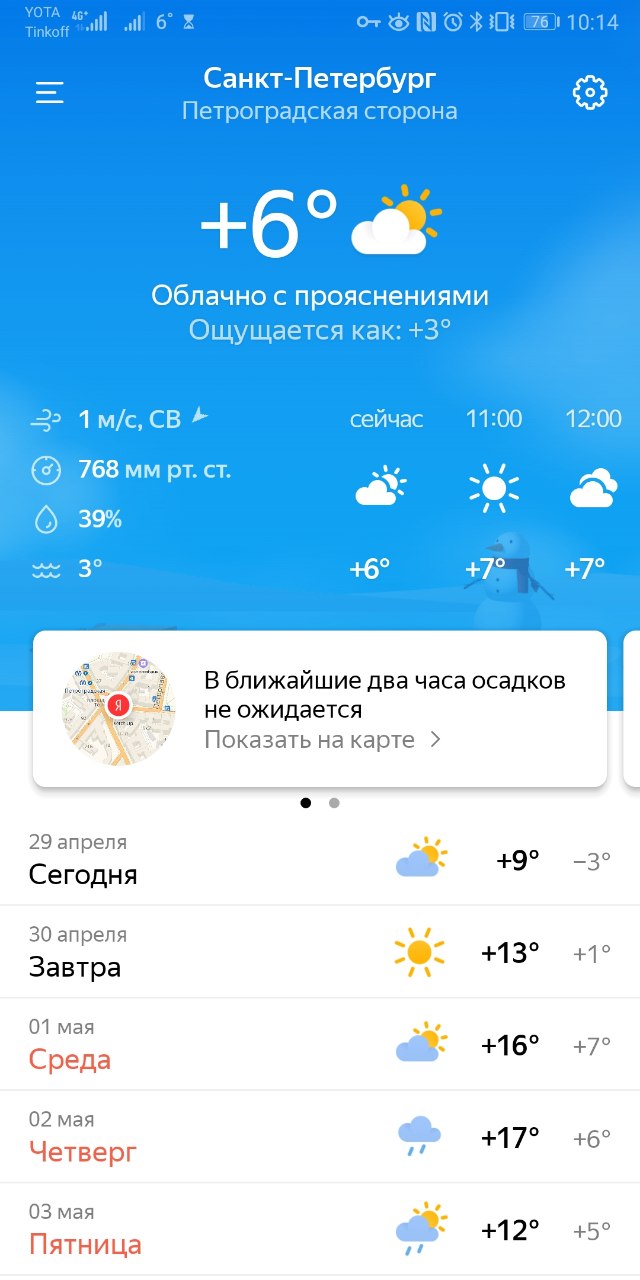 YOTA
Tinkoff
4G+
6°
76
10:14
Санкт-Петербург
Петроградская сторона
+6°
Облачно с прояснениями
Ощущается как: +3°
1 м/с, СВ
768 мм рт. ст.
39%
3°
сейчас 11:00 12:00
+6° +7° +7°
Я
В ближайшие два часа осадков
не ожидается
Показать на карте
29 апреля
Сегодня +9° −3°
30 апреля
Завтра +13° +1°
01 мая
Среда +16° +7°
02 мая
Четверг +17° +6°
03 мая
Пятница +12° +5°